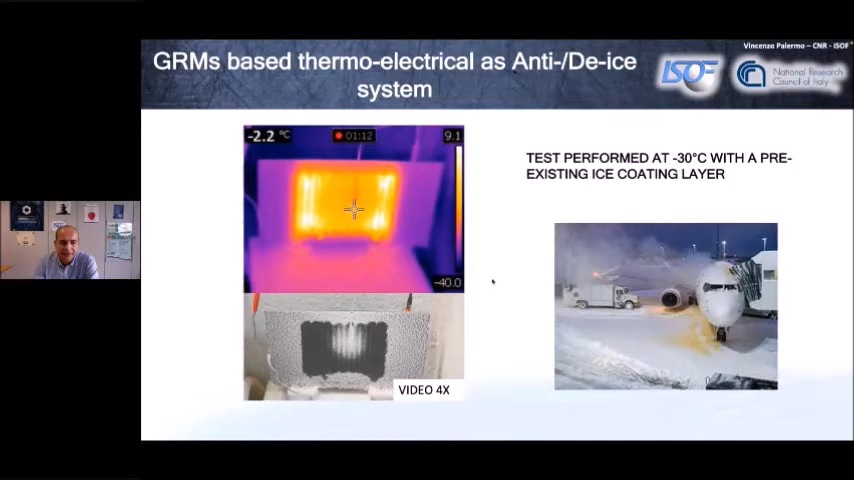 Vincenzo Palermo – CNR - ISOF
GRMs based thermo-electrical as Anti-/De-ice
system
ISOF
National Research
Council of Italy
-2.2 °C
01:12
9.1
-40.0
VIDEO 4X
TEST PERFORMED AT -30°C WITH A PRE-
EXISTING ICE COATING LAYER